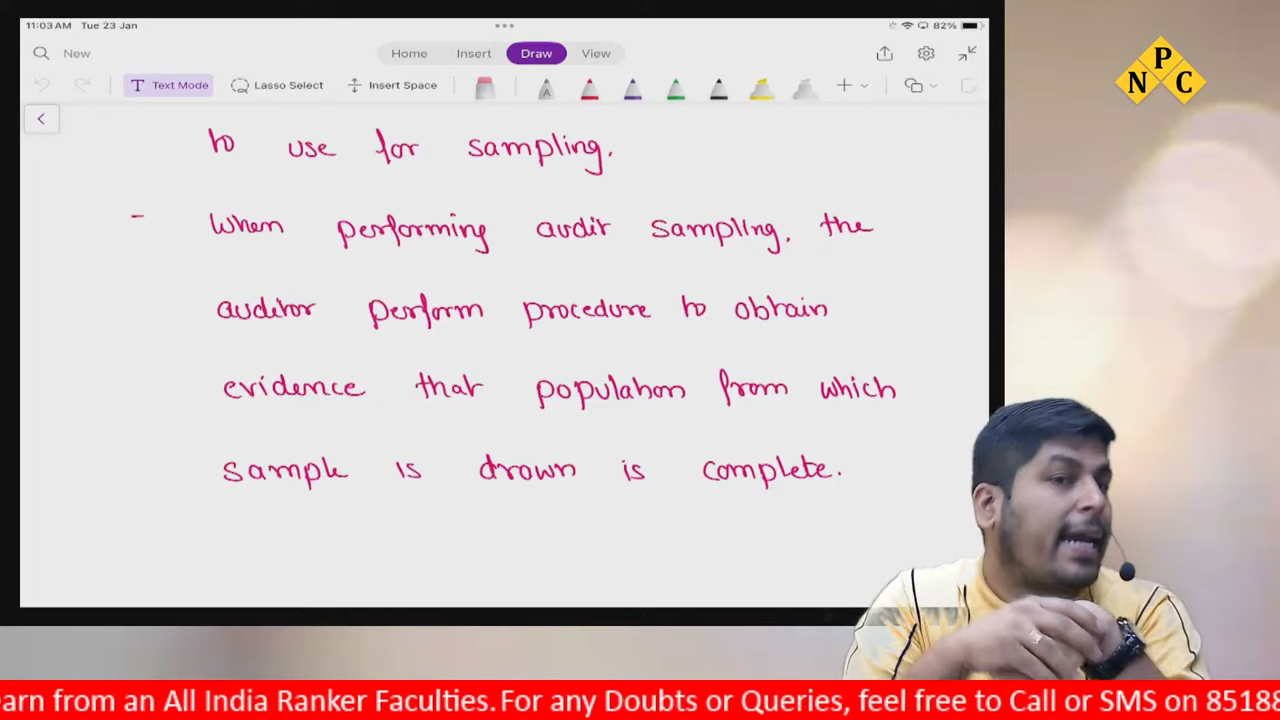 11:03 AM Tue 23 Jan
82%
New
Home Insert Draw View
Text Mode Lasso Select Insert Space
to use for sampling.
- When performing audit sampling, the
auditor perform procedure to obtain
evidence that population from which
sample is drown is complete.
N P C
earn from an All India Ranker Faculties. For any Doubts or Queries, feel free to Call or SMS on 85188